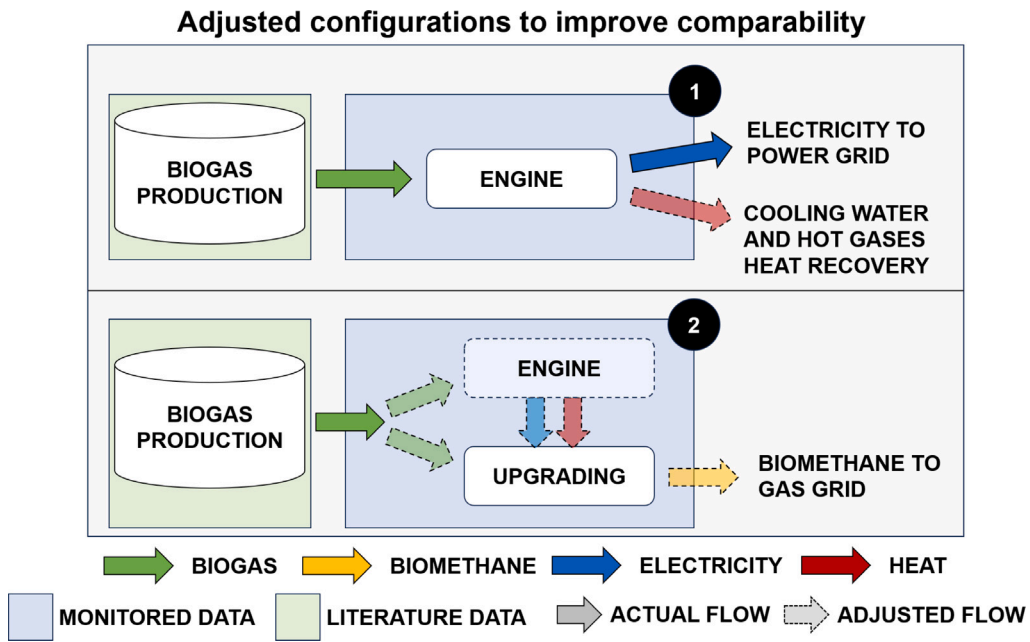 Adjusted configurations to improve comparability
1
BIOGAS
PRODUCTION
ENGINE
ELECTRICITY TO
POWER GRID
COOLING WATER
AND HOT GASES
HEAT RECOVERY
2
BIOGAS
PRODUCTION
ENGINE
UPGRADING
BIOMETHANE TO
GAS GRID
BIOGAS
BIOMETHANE
ELECTRICITY
HEAT
MONITORED DATA
LITERATURE DATA
ACTUAL FLOW
ADJUSTED FLOW